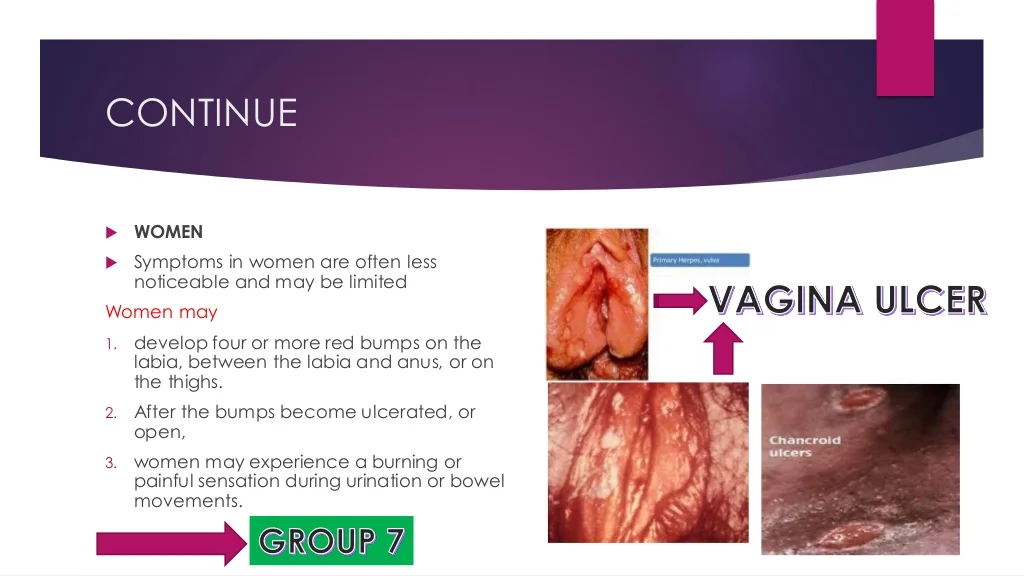 CONTINUE
WOMEN
Symptoms in women are often less
noticeable and may be limited
Women may
1. develop four or more red bumps on the
labia, between the labia and anus, or on
the thighs.
2. After the bumps become ulcerated, or
open,
3. women may experience a burning or
painful sensation during urination or bowel
movements.
GROUP 7
Primary Herpes, vulva
VAGINA ULCER
Chancroid
ulcers